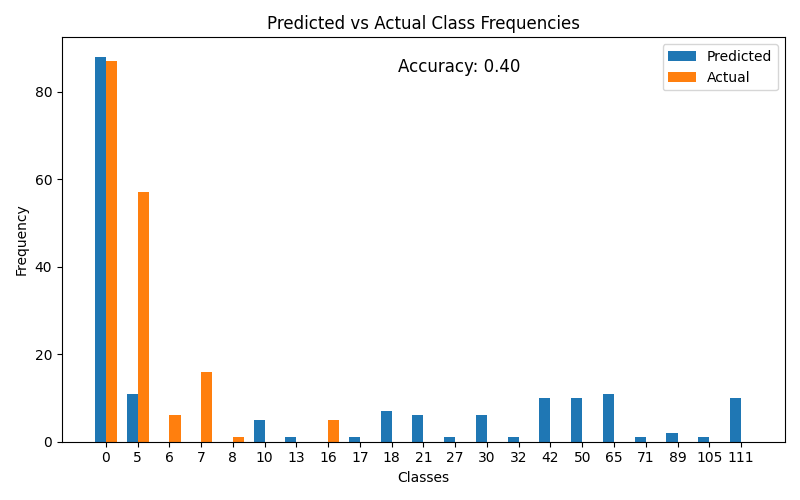 Predicted vs Actual Class Frequencies
Accuracy: 0.40
Predicted
Actual
Frequency
80
60
40
20
0
0 5 6 7 8 10 13 16 17 18 21 27 30 32 42 50 65 71 89 105 111
Classes